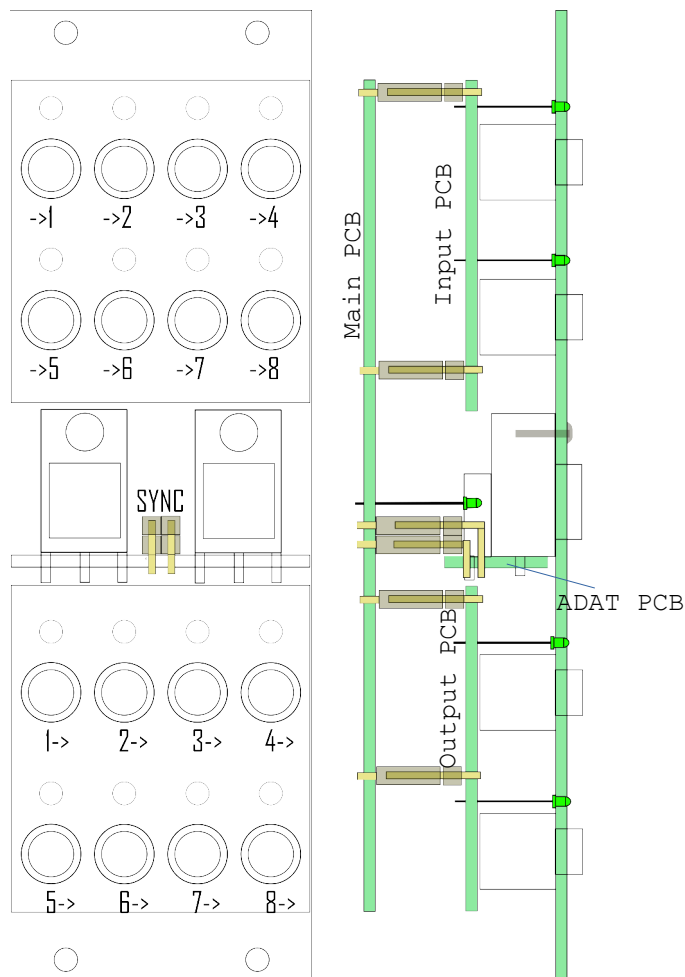 ->1 ->2 ->3 ->4
->5 ->6 ->7 ->8
SYNC
1-> 2-> 3-> 4->
5-> 6-> 7-> 8->
Main PCB
Input PCB
ADAT PCB
Output PCB